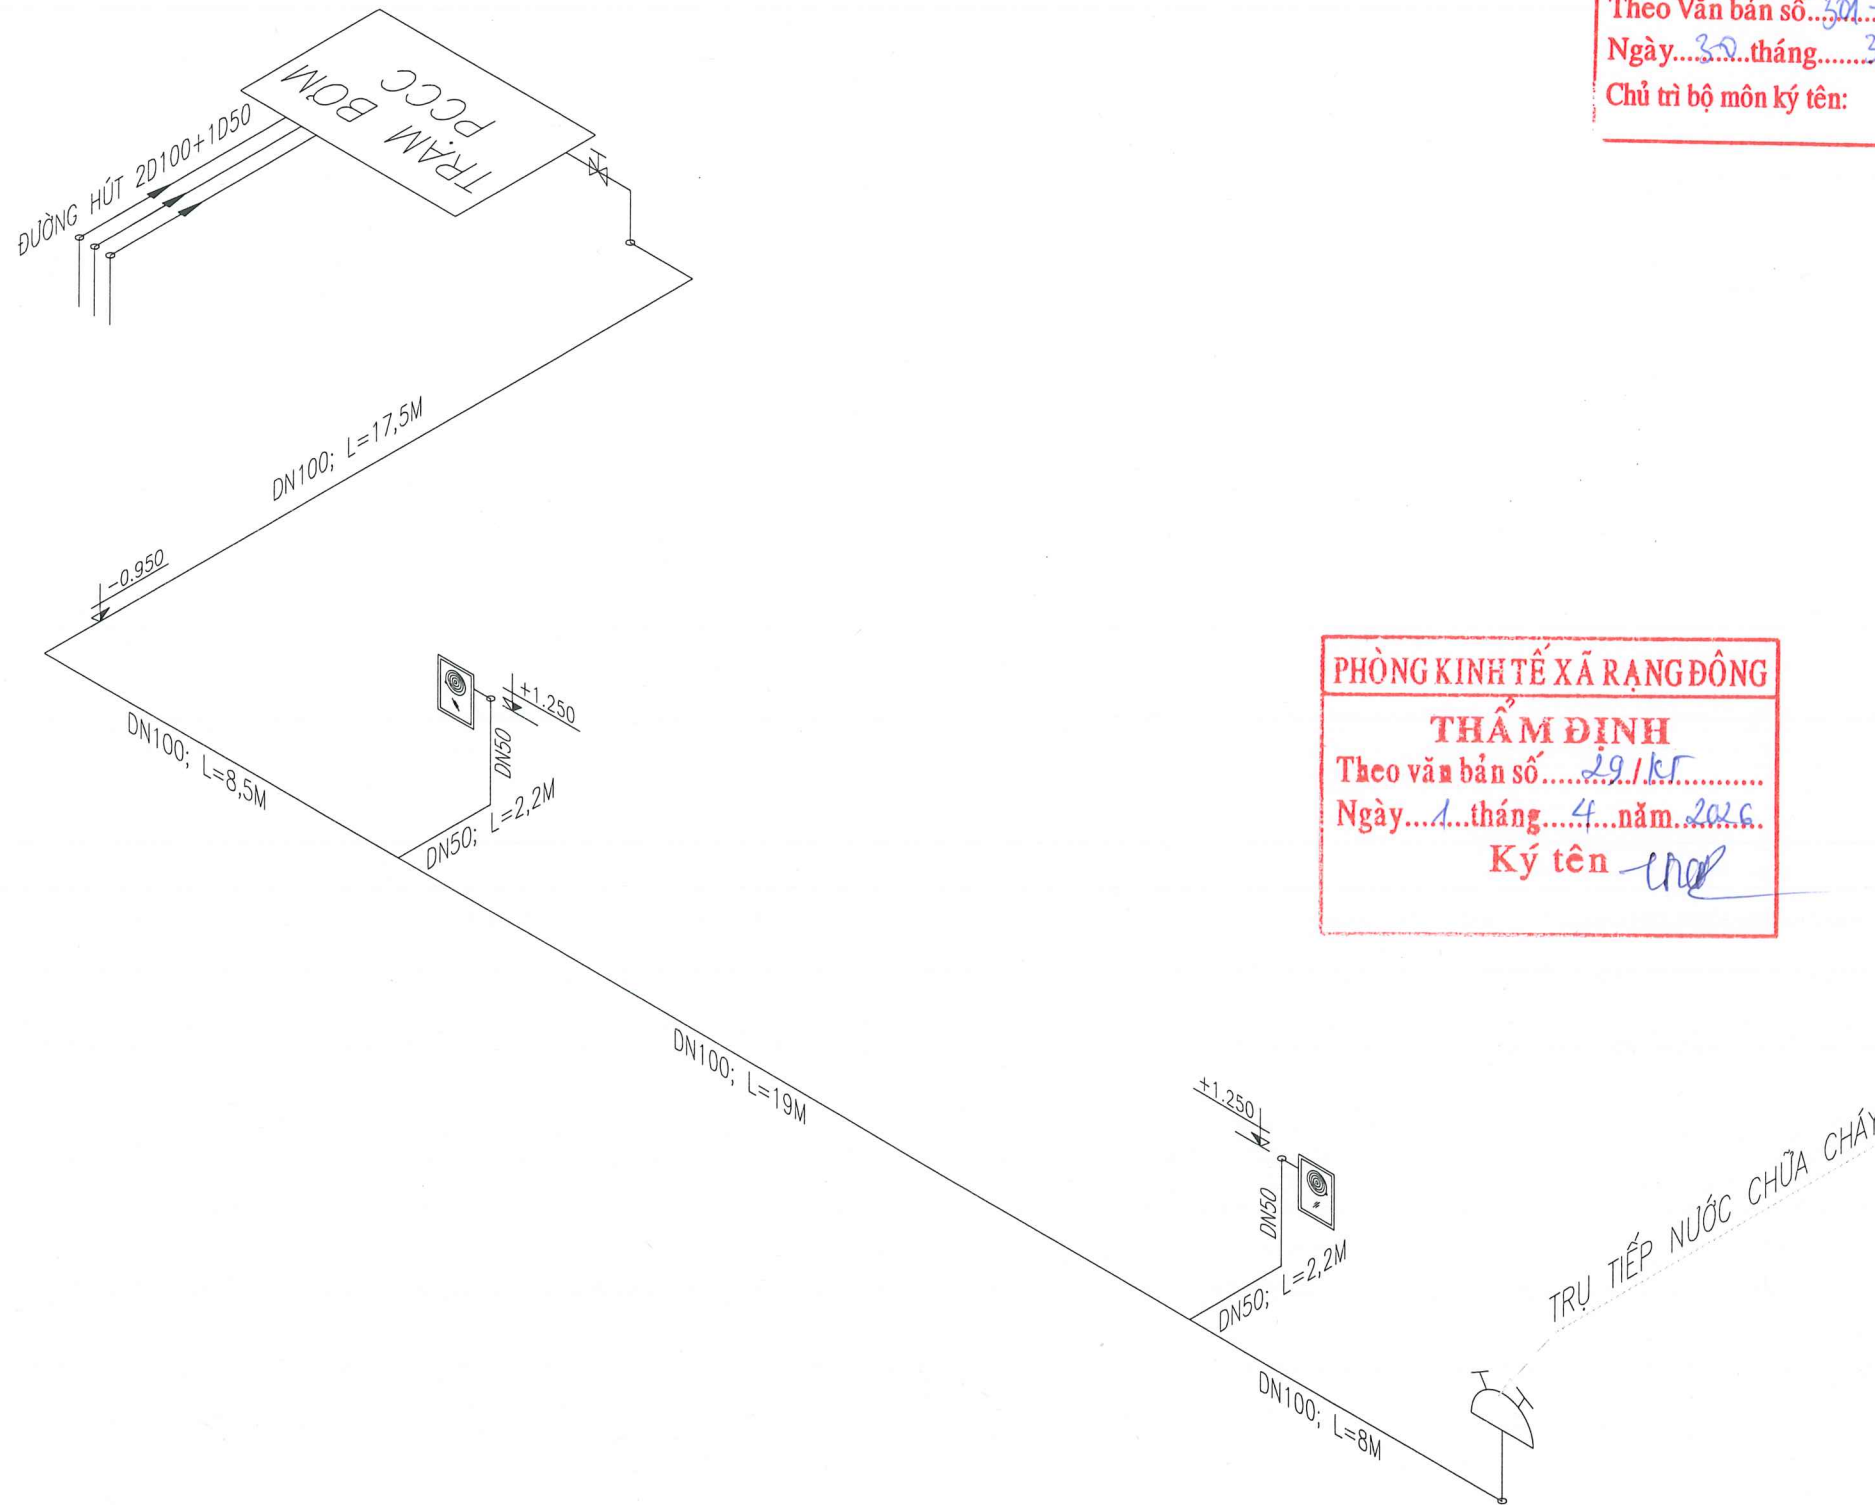 Theo Văn bản số....301-
Ngày...30...tháng.......
Chủ trì bộ môn ký tên:
TRẠM BƠM
PCCC
ĐƯỜNG HÚT 2D100+1D50
DN100; L=17,5M
-0.950
+1.250
DN50
DN100; L=8,5M
DN50; L=2,2M
PHÒNG KINH TẾ XÃ RẠNG ĐÔNG
THẨM ĐỊNH
Theo văn bản số.....29/KT............
Ngày....1...tháng....4...năm..2026.
Ký tên
DN100; L=19M
+1.250
DN50
DN50; L=2,2M
TRỤ TIẾP NƯỚC CHỮA CHÁY
DN100; L=8M